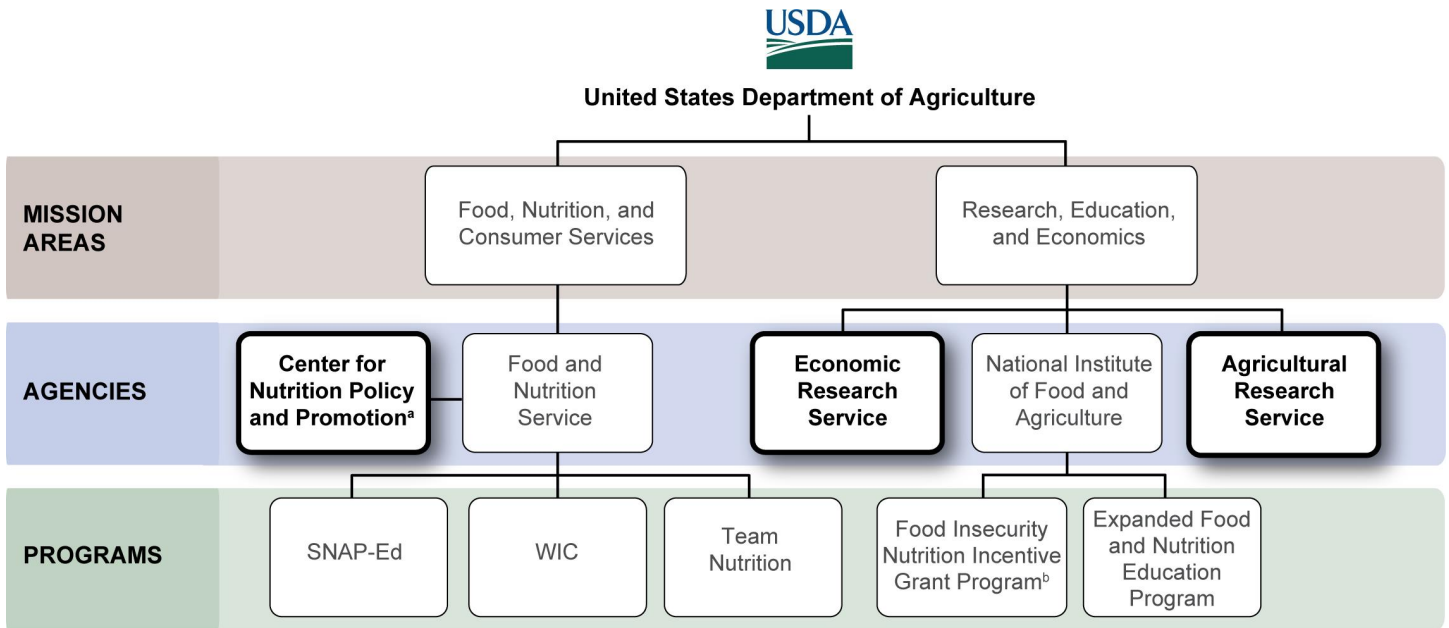 USDA
United States Department of Agriculture
MISSION
AREAS
Food, Nutrition, and
Consumer Services
Research, Education,
and Economics
AGENCIES
Center for
Nutrition Policy
and Promotionᵃ
Food and
Nutrition
Service
Economic
Research
Service
National Institute
of Food and
Agriculture
Agricultural
Research
Service
PROGRAMS
SNAP-Ed
WIC
Team
Nutrition
Food Insecurity
Nutrition Incentive
Grant Programᵇ
Expanded Food
and Nutrition
Education
Program